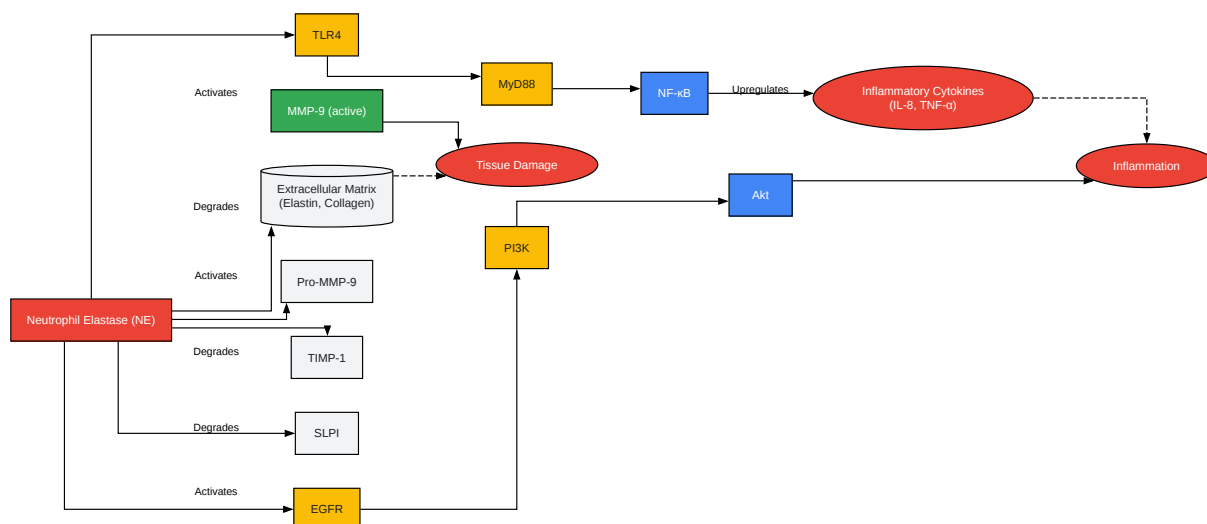 TLR4
MyD88
NF-κB
Upregulates
Inflammatory Cytokines
(IL-8, TNF-α)
Activates
MMP-9 (active)
Tissue Damage
Inflammation
Extracellular Matrix
(Elastin, Collagen)
Degrades
Akt
PI3K
Activates
Pro-MMP-9
Neutrophil Elastase (NE)
Degrades
TIMP-1
Degrades
SLPI
Activates
EGFR